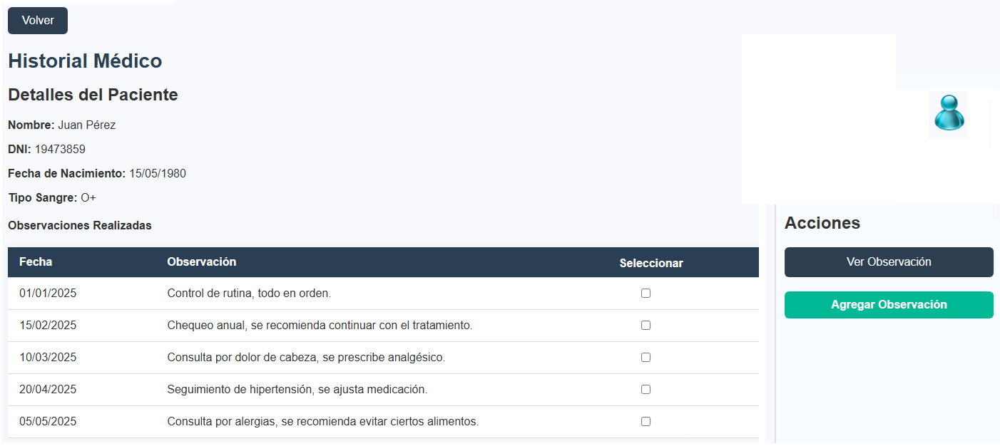 Volver
Historial Médico
Detalles del Paciente
Nombre: Juan Pérez
DNI: 19473859
Fecha de Nacimiento: 15/05/1980
Tipo Sangre: O+
Observaciones Realizadas
Fecha Observación Seleccionar
01/01/2025 Control de rutina, todo en orden.
15/02/2025 Chequeo anual, se recomienda continuar con el tratamiento.
10/03/2025 Consulta por dolor de cabeza, se prescribe analgésico.
20/04/2025 Seguimiento de hipertensión, se ajusta medicación.
05/05/2025 Consulta por alergias, se recomienda evitar ciertos alimentos.
Acciones
Ver Observación
Agregar Observación